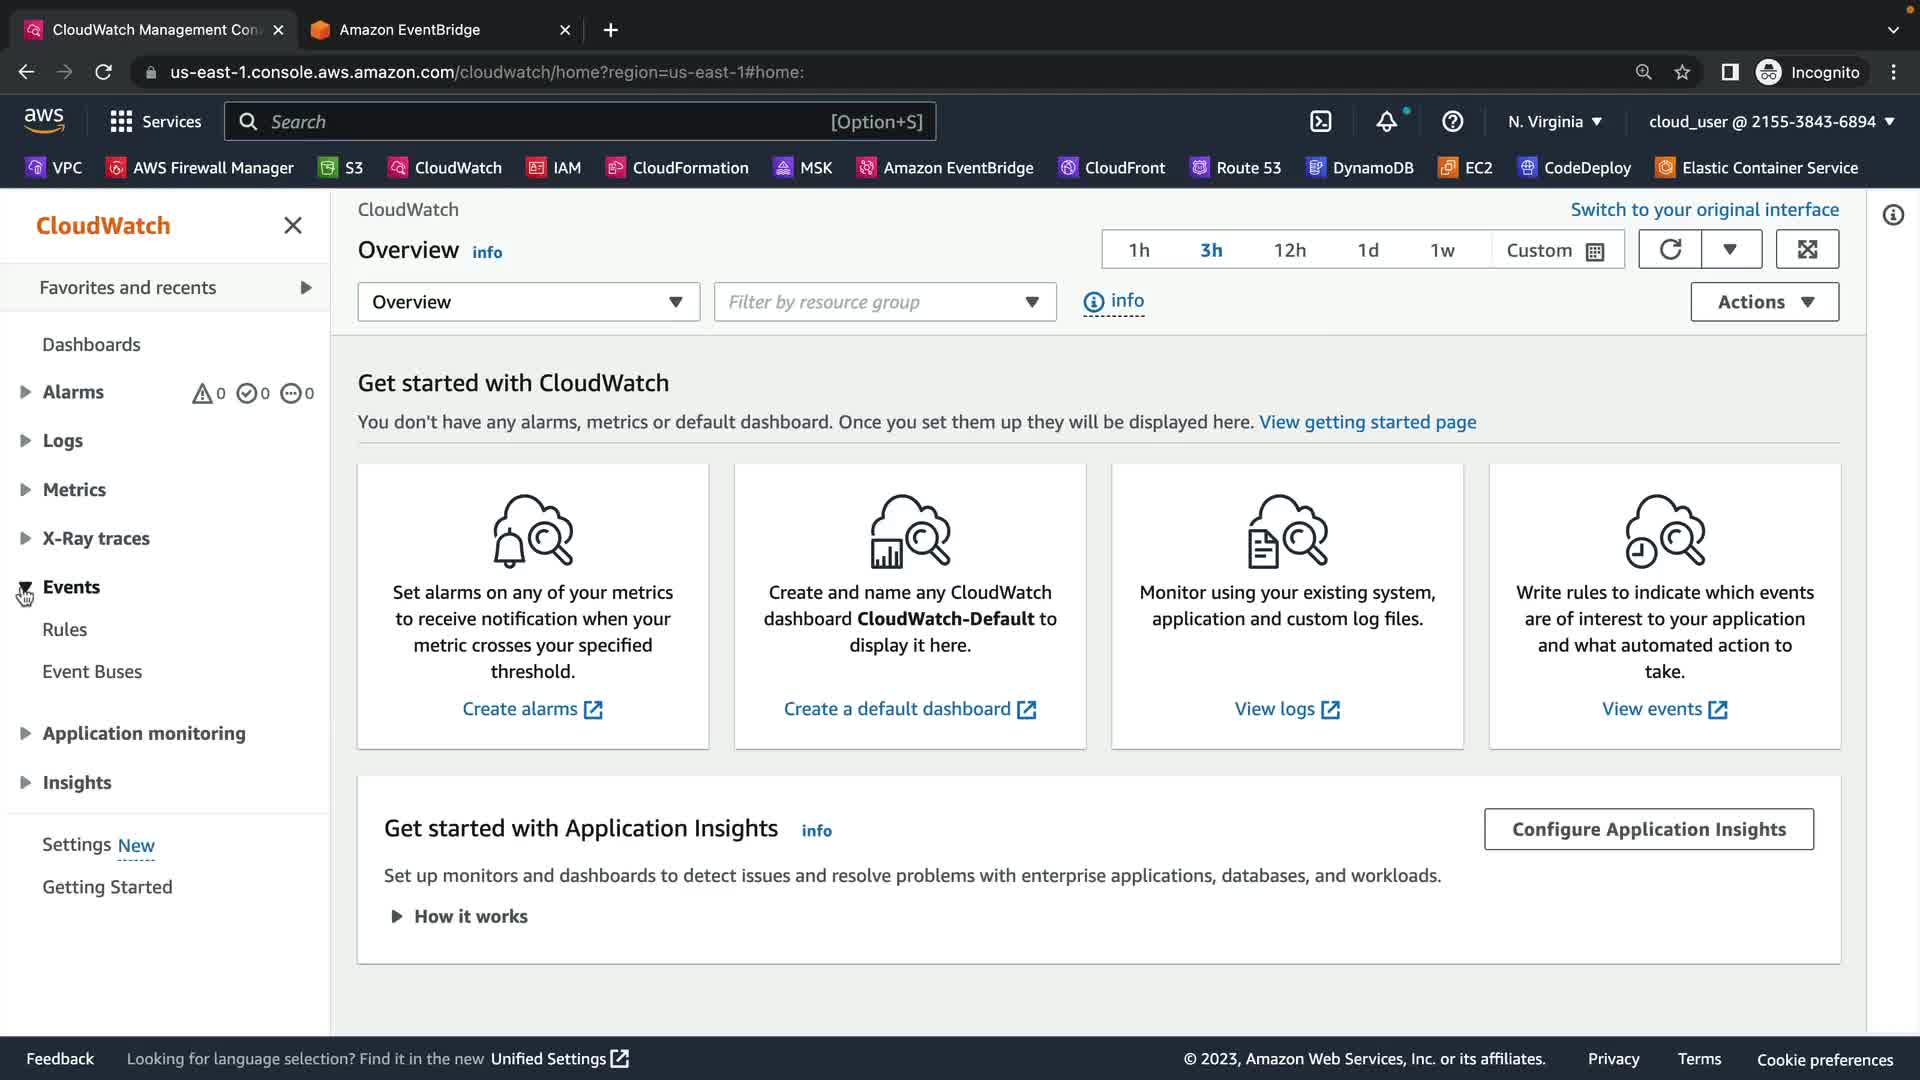 CloudWatch Management Con
Amazon EventBridge
us-east-1.console.aws.amazon.com/cloudwatch/home?region=us-east-1#home:
Incognito
aws
Services
Search
[Option+S]
N. Virginia
cloud_user @ 2155-3843-6894
VPC
AWS Firewall Manager
S3
CloudWatch
IAM
CloudFormation
MSK
Amazon EventBridge
CloudFront
Route 53
DynamoDB
EC2
CodeDeploy
Elastic Container Service
CloudWatch
Favorites and recents
Dashboards
Alarms
0
0
0
Logs
Metrics
X-Ray traces
Events
Rules
Event Buses
Application monitoring
Insights
Settings New
Getting Started
CloudWatch
Switch to your original interface
Overview info
1h
3h
12h
1d
1w
Custom
Overview
Filter by resource group
info
Actions
Get started with CloudWatch
You don't have any alarms, metrics or default dashboard. Once you set them up they will be displayed here. View getting started page
Set alarms on any of your metrics
to receive notification when your
metric crosses your specified
threshold.
Create alarms
Create and name any CloudWatch
dashboard CloudWatch-Default to
display it here.
Create a default dashboard
Monitor using your existing system,
application and custom log files.
View logs
Write rules to indicate which events
are of interest to your application
and what automated action to
take.
View events
Get started with Application Insights info
Configure Application Insights
Set up monitors and dashboards to detect issues and resolve problems with enterprise applications, databases, and workloads.
How it works
Feedback
Looking for language selection? Find it in the new Unified Settings
© 2023, Amazon Web Services, Inc. or its affiliates.
Privacy
Terms
Cookie preferences